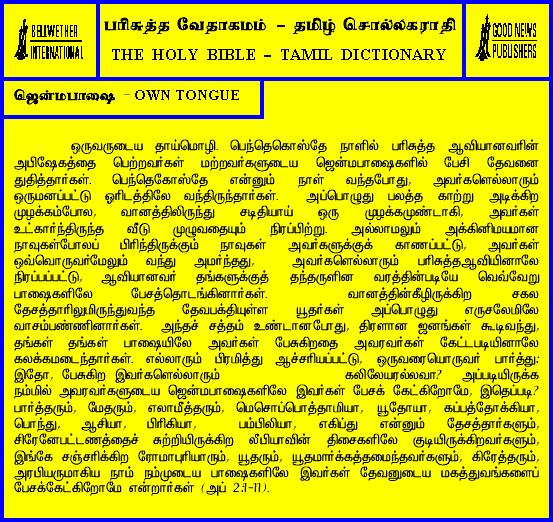 BELLWETHER
INTERNATIONAL
பரிசுத்த வேதாகமம் – தமிழ் சொல்லகராதி
THE HOLY BIBLE – TAMIL DICTIONARY
GOOD NEWS
PUBLISHERS
ஜென்மபாஷை – OWN TONGUE
ஒருவருடைய தாய்மொழி. பெந்தெகொஸ்தே நாளில் பரிசுத்த ஆவியானவரின்
அபிஷேகத்தை பெற்றவர்கள் மற்றவர்களுடைய ஜென்மபாஷைகளில் பேசி தேவனை
துதித்தார்கள். பெந்தெகோஸ்தே என்னும் நாள் வந்தபோது, அவர்களெல்லாரும்
ஒருமனப்பட்டு ஓரிடத்திலே வந்திருந்தார்கள். அப்பொழுது பலத்த காற்று அடிக்கிற
முழக்கம்போல, வானத்திலிருந்து சடிதியாய் ஒரு முழக்கமுண்டாகி, அவர்கள்
உட்கார்ந்திருந்த வீடு முழுவதையும் நிரப்பிற்று. அல்லாமலும் அக்கினிமயமான
நாவுகள்போலப் பிரிந்திருக்கும் நாவுகள் அவர்களுக்குக் காணப்பட்டு, அவர்கள்
ஒவ்வொருவர்மேலும் வந்து அமர்ந்தது, அவர்களெல்லாரும் பரிசுத்தஆவியினாலே
நிரப்பப்பட்டு, ஆவியானவர் தங்களுக்குத் தந்தருளின வரத்தின்படியே வெவ்வேறு
பாஷைகளிலே பேசத்தொடங்கினார்கள். வானத்தின்கீழிருக்கிற சகல
தேசத்தாரிலுமிருந்துவந்த தேவபக்தியுள்ள யூதர்கள் அப்பொழுது எருசலேமிலே
வாசம்பண்ணினார்கள். அந்தச் சத்தம் உண்டானபோது, திரளான ஜனங்கள் கூடிவந்து,
தங்கள் தங்கள் பாஷையிலே அவர்கள் பேசுகிறதை அவரவர்கள் கேட்டபடியினாலே
கலக்கமடைந்தார்கள். எல்லாரும் பிரமித்து ஆச்சரியப்பட்டு, ஒருவரையொருவர் பார்த்து:
இதோ, பேசுகிற இவர்களெல்லாரும் கலிலேயரல்லவா? அப்படியிருக்க
நம்மில் அவரவர்களுடைய ஜென்மபாஷைகளிலே இவர்கள் பேசக் கேட்கிறோமே, இதெப்படி?
பார்த்தரும், மேதரும், எலாமீத்தரும், மெசொப்பொத்தாமியா, யூதேயா, கப்பத்தோக்கியா,
பொந்து, ஆசியா, பிரிகியா, பம்பிலியா, எகிப்து என்னும் தேசத்தார்களும்,
சிரேனேபட்டணத்தைச் சுற்றியிருக்கிற லீபியாவின் திசைகளிலே குடியிருக்கிறவர்களும்,
இங்கே சஞ்சரிக்கிற ரோமாபுரியாரும், யூதரும், யூதமார்க்கத்தமைந்தவர்களும், கிரேத்தரும்,
அரபியருமாகிய நாம் நம்முடைய பாஷைகளிலே இவர்கள் தேவனுடைய மகத்துவங்களைப்
பேசக்கேட்கிறோமே என்றார்கள் (அப் 2:1-11).